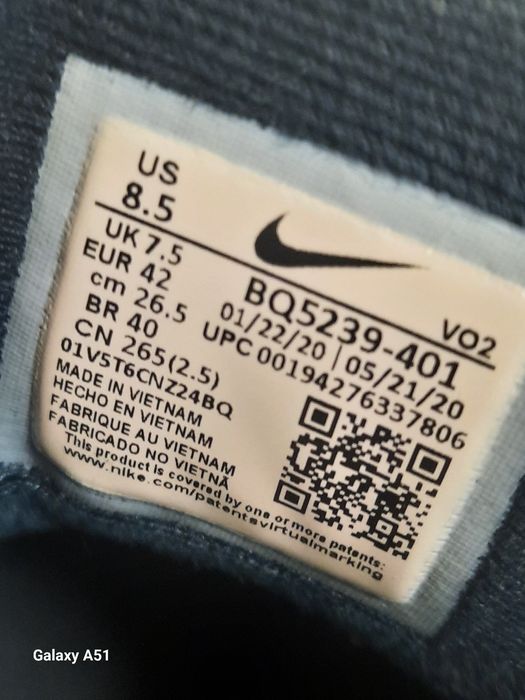 US
8.5
UK 7.5
EUR 42
cm 26.5
BR 40
CN 265(2.5)
01V5T6CNZ24BQ
MADE IN VIETNAM
HECHO EN VIETNAM
FABRIQUE AU VIETNAM
FABRICADO NO VIETNÃ
This product is covered by one or more patents:
www.nike.com/patentsvirtualmarking
VO2
BQ5239-401
01/22/20 | 05/21/20
UPC 00194276337806
Galaxy A51